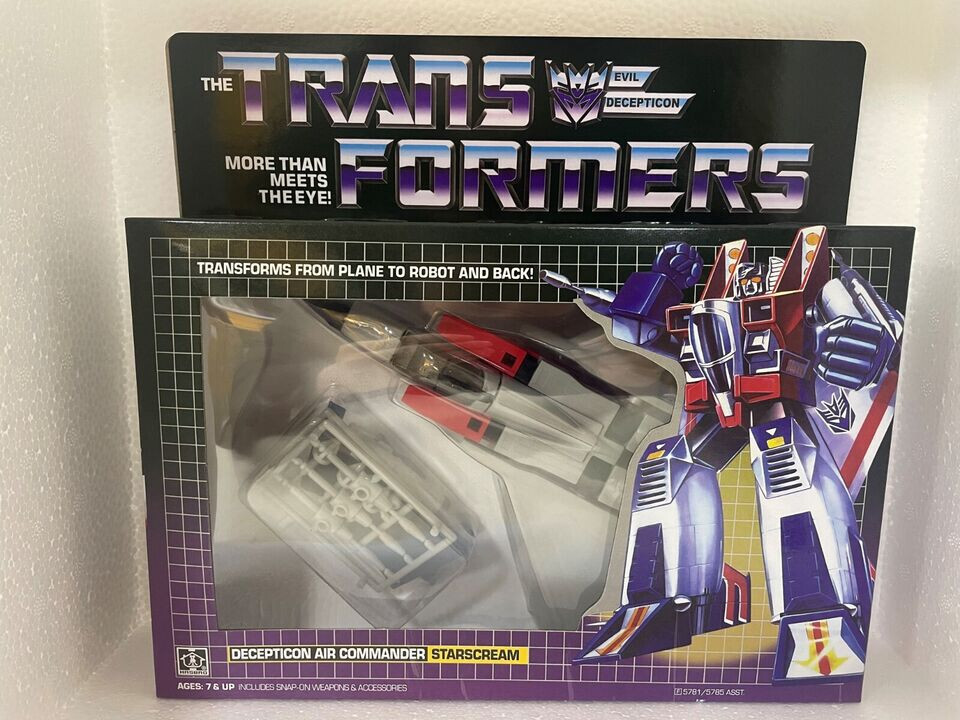 THE TRANS
EVIL
DECEPTICON
MORE THAN
MEETS
THE EYE!
FORMERS
TRANSFORMS FROM PLANE TO ROBOT AND BACK!
HASBRO
DECEPTICON AIR COMMANDER STARSCREAM
AGES: 7 & UP INCLUDES SNAP-ON WEAPONS & ACCESSORIES
F 5781/5785 ASST.